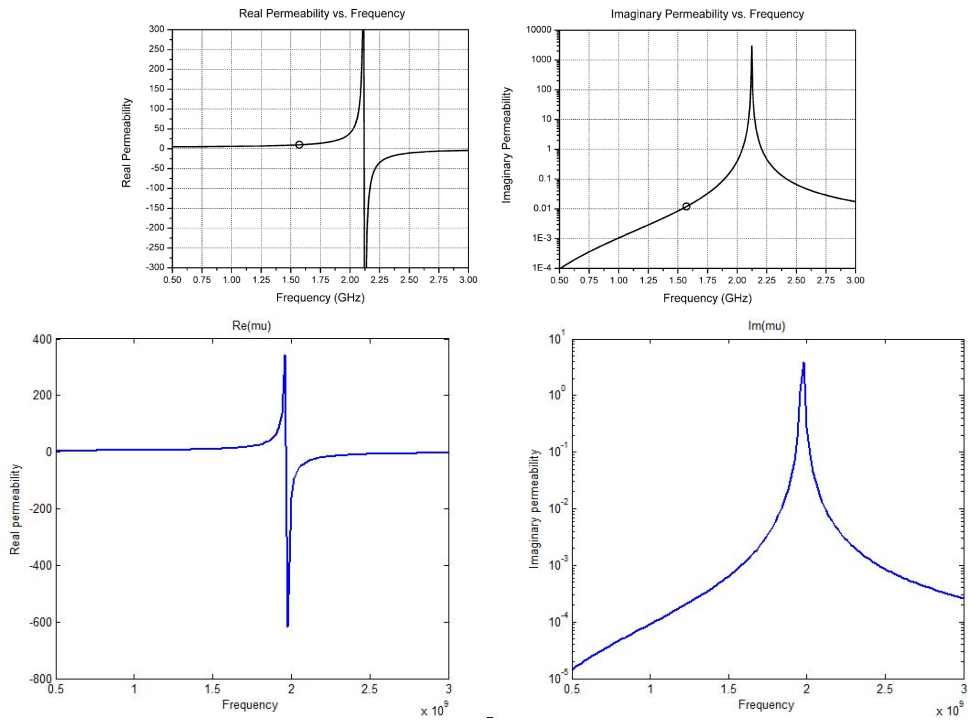 Real Permeability vs. Frequency
300
250
200
150
100
50
0
-50
-100
-150
-200
-250
-300
Real Permeability
0.50 0.75 1.00 1.25 1.50 1.75 2.00 2.25 2.50 2.75 3.00
Frequency (GHz)
Imaginary Permeability vs. Frequency
10000
1000
100
10
1
0.1
0.01
1E-3
1E-4
Imaginary Permeability
0.50 0.75 1.00 1.25 1.50 1.75 2.00 2.25 2.50 2.75 3.00
Frequency (GHz)
Re(mu)
400
200
0
-200
-400
-600
-800
Real permeability
0.5 1 1.5 2 2.5 3
Frequency
x 10^9
Im(mu)
10^1
10^0
10^-1
10^-2
10^-3
10^-4
10^-5
Imaginary permeability
0.5 1 1.5 2 2.5 3
Frequency
x 10^9